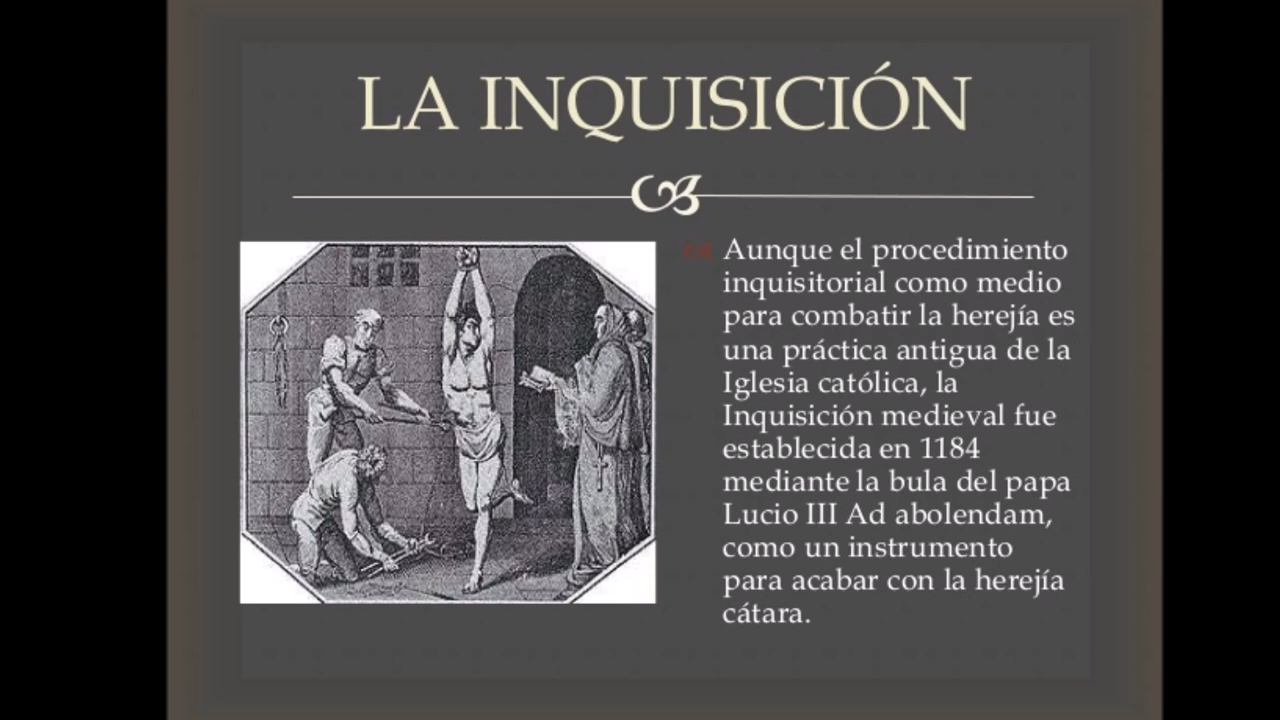 LA INQUISICIÓN
Aunque el procedimiento
inquisitorial como medio
para combatir la herejía es
una práctica antigua de la
Iglesia católica, la
Inquisición medieval fue
establecida en 1184
mediante la bula del papa
Lucio III Ad abolendam,
como un instrumento
para acabar con la herejía
cátara.